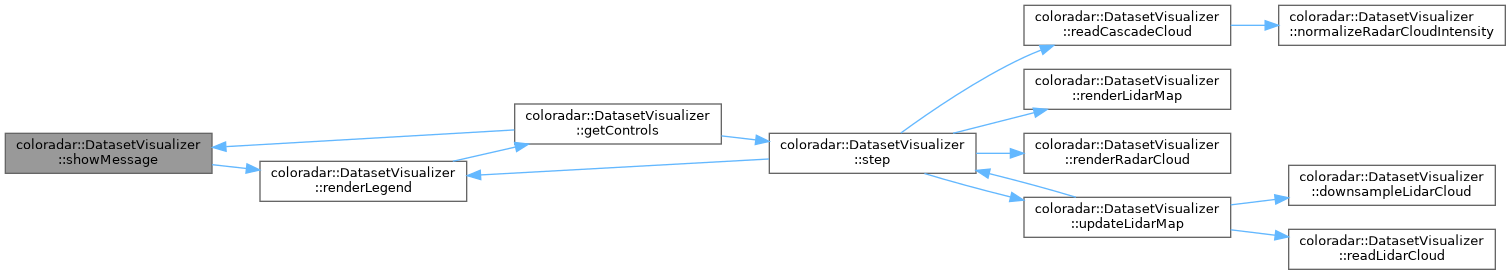 coloradar::DatasetVisualizer
::showMessage
coloradar::DatasetVisualizer
::renderLegend
coloradar::DatasetVisualizer
::getControls
coloradar::DatasetVisualizer
::step
coloradar::DatasetVisualizer
::readCascadeCloud
coloradar::DatasetVisualizer
::normalizeRadarCloudIntensity
coloradar::DatasetVisualizer
::renderLidarMap
coloradar::DatasetVisualizer
::renderRadarCloud
coloradar::DatasetVisualizer
::updateLidarMap
coloradar::DatasetVisualizer
::downsampleLidarCloud
coloradar::DatasetVisualizer
::readLidarCloud